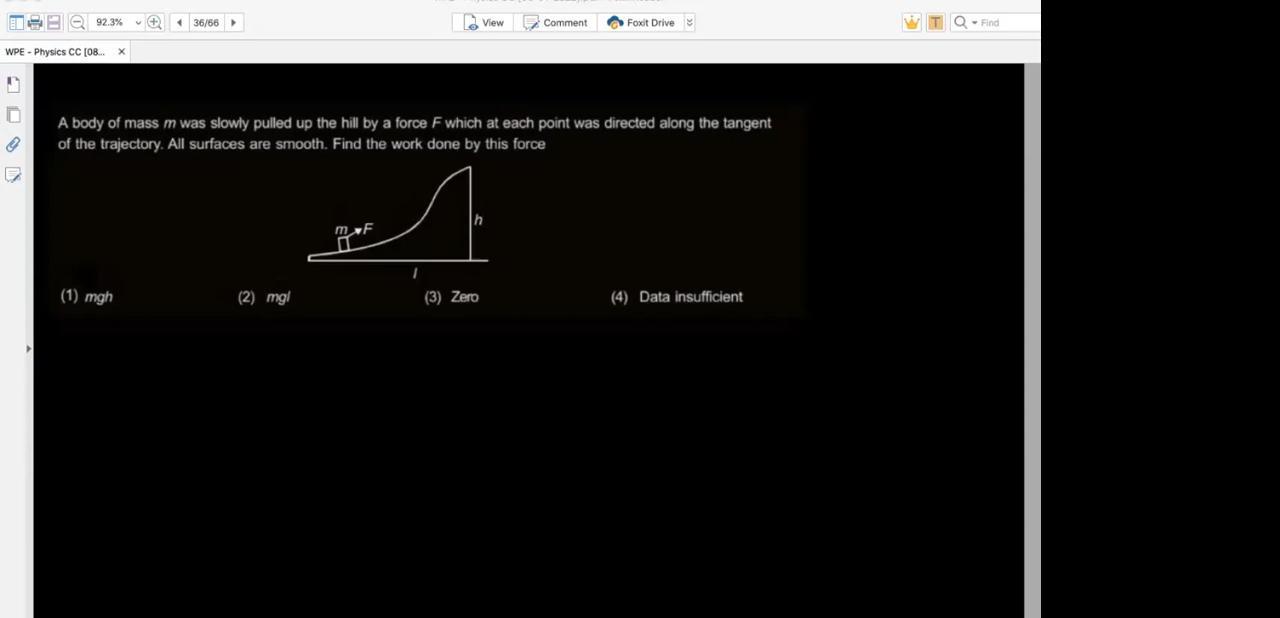 92.3%
36/66
View
Comment
Foxit Drive
Find
WPE - Physics CC [08...
A body of mass m was slowly pulled up the hill by a force F which at each point was directed along the tangent
of the trajectory. All surfaces are smooth. Find the work done by this force
m F
h
l
(1) mgh (2) mgl (3) Zero (4) Data insufficient